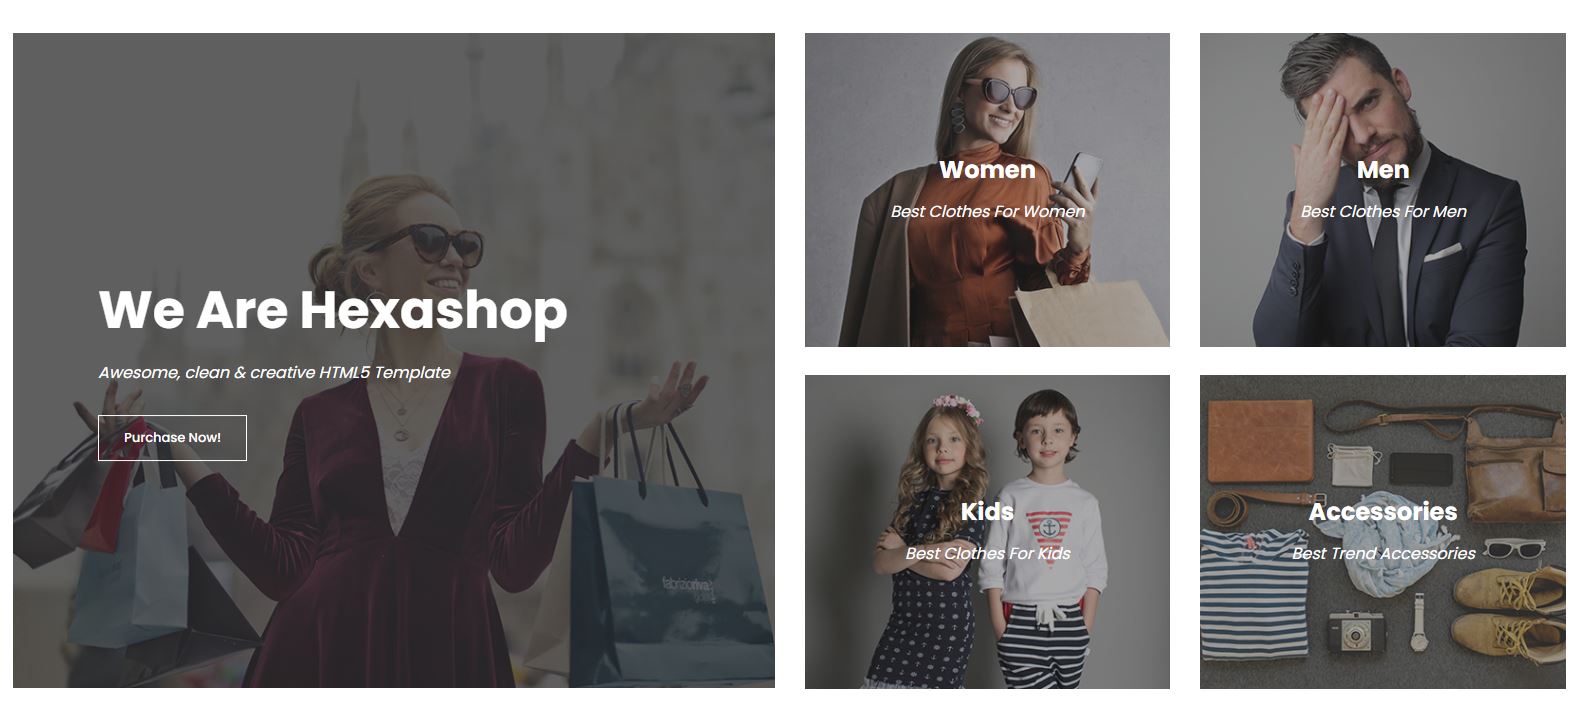 We Are Hexashop
Awesome, clean & creative HTML5 Template
Purchase Now!
fabrizioriva
Women
Best Clothes For Women
Men
Best Clothes For Men
Kids
Best Clothes For Kids
Accessories
Best Trend Accessories